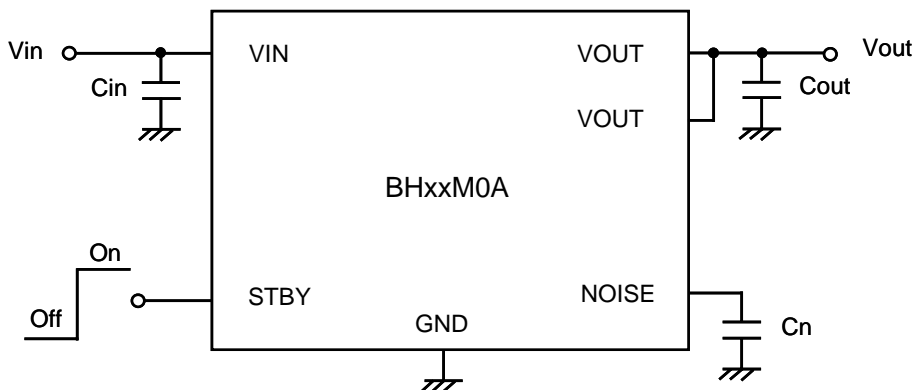 Vin VIN VOUT Vout
Cin Cout
VOUT
BHxxM0A
On
STBY NOISE
Off GND Cn